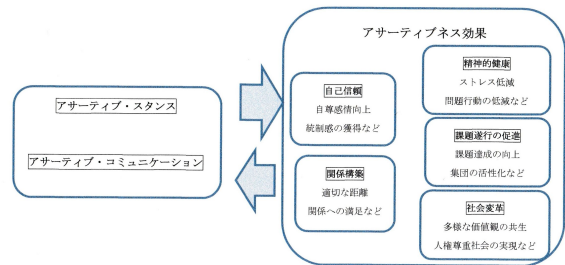 アサーティブネス効果
アサーティブ・スタンス
アサーティブ・コミュニケーション
自己信頼
自尊感情向上
統制感の獲得など
関係構築
適切な距離
関係への満足など
精神的健康
ストレス低減
問題行動の低減など
課題遂行の促進
課題達成の向上
集団の活性化など
社会変革
多様な価値観の共生
人権尊重社会の実現など